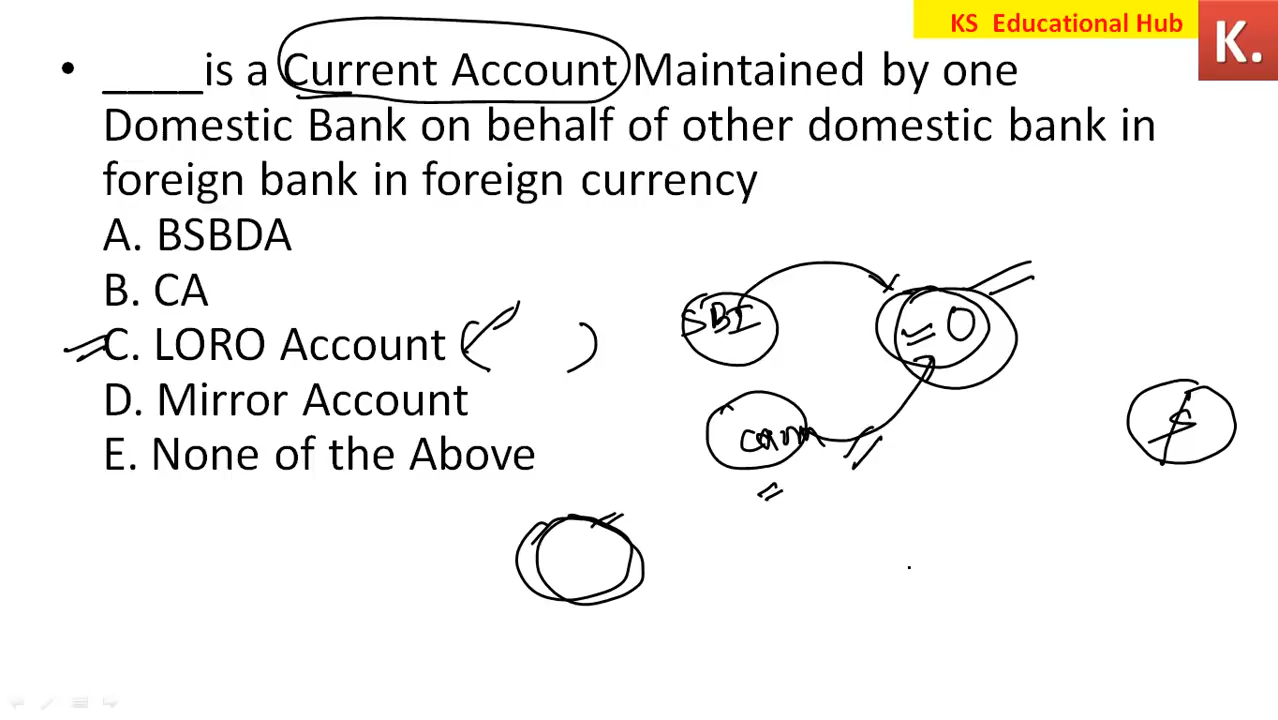 KS Educational Hub
K.
• ____is a Current Account Maintained by one
Domestic Bank on behalf of other domestic bank in
foreign bank in foreign currency
A. BSBDA
B. CA
C. LORO Account
D. Mirror Account
E. None of the Above
SBI
$